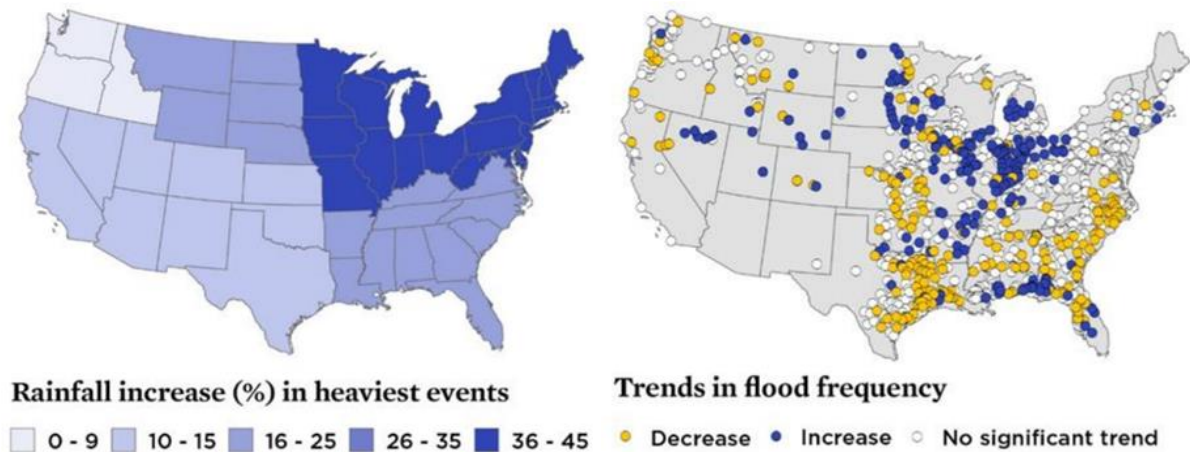 Rainfall increase (%) in heaviest events
0 - 9 10 - 15 16 - 25 26 - 35 36 - 45
Trends in flood frequency
Decrease Increase No significant trend